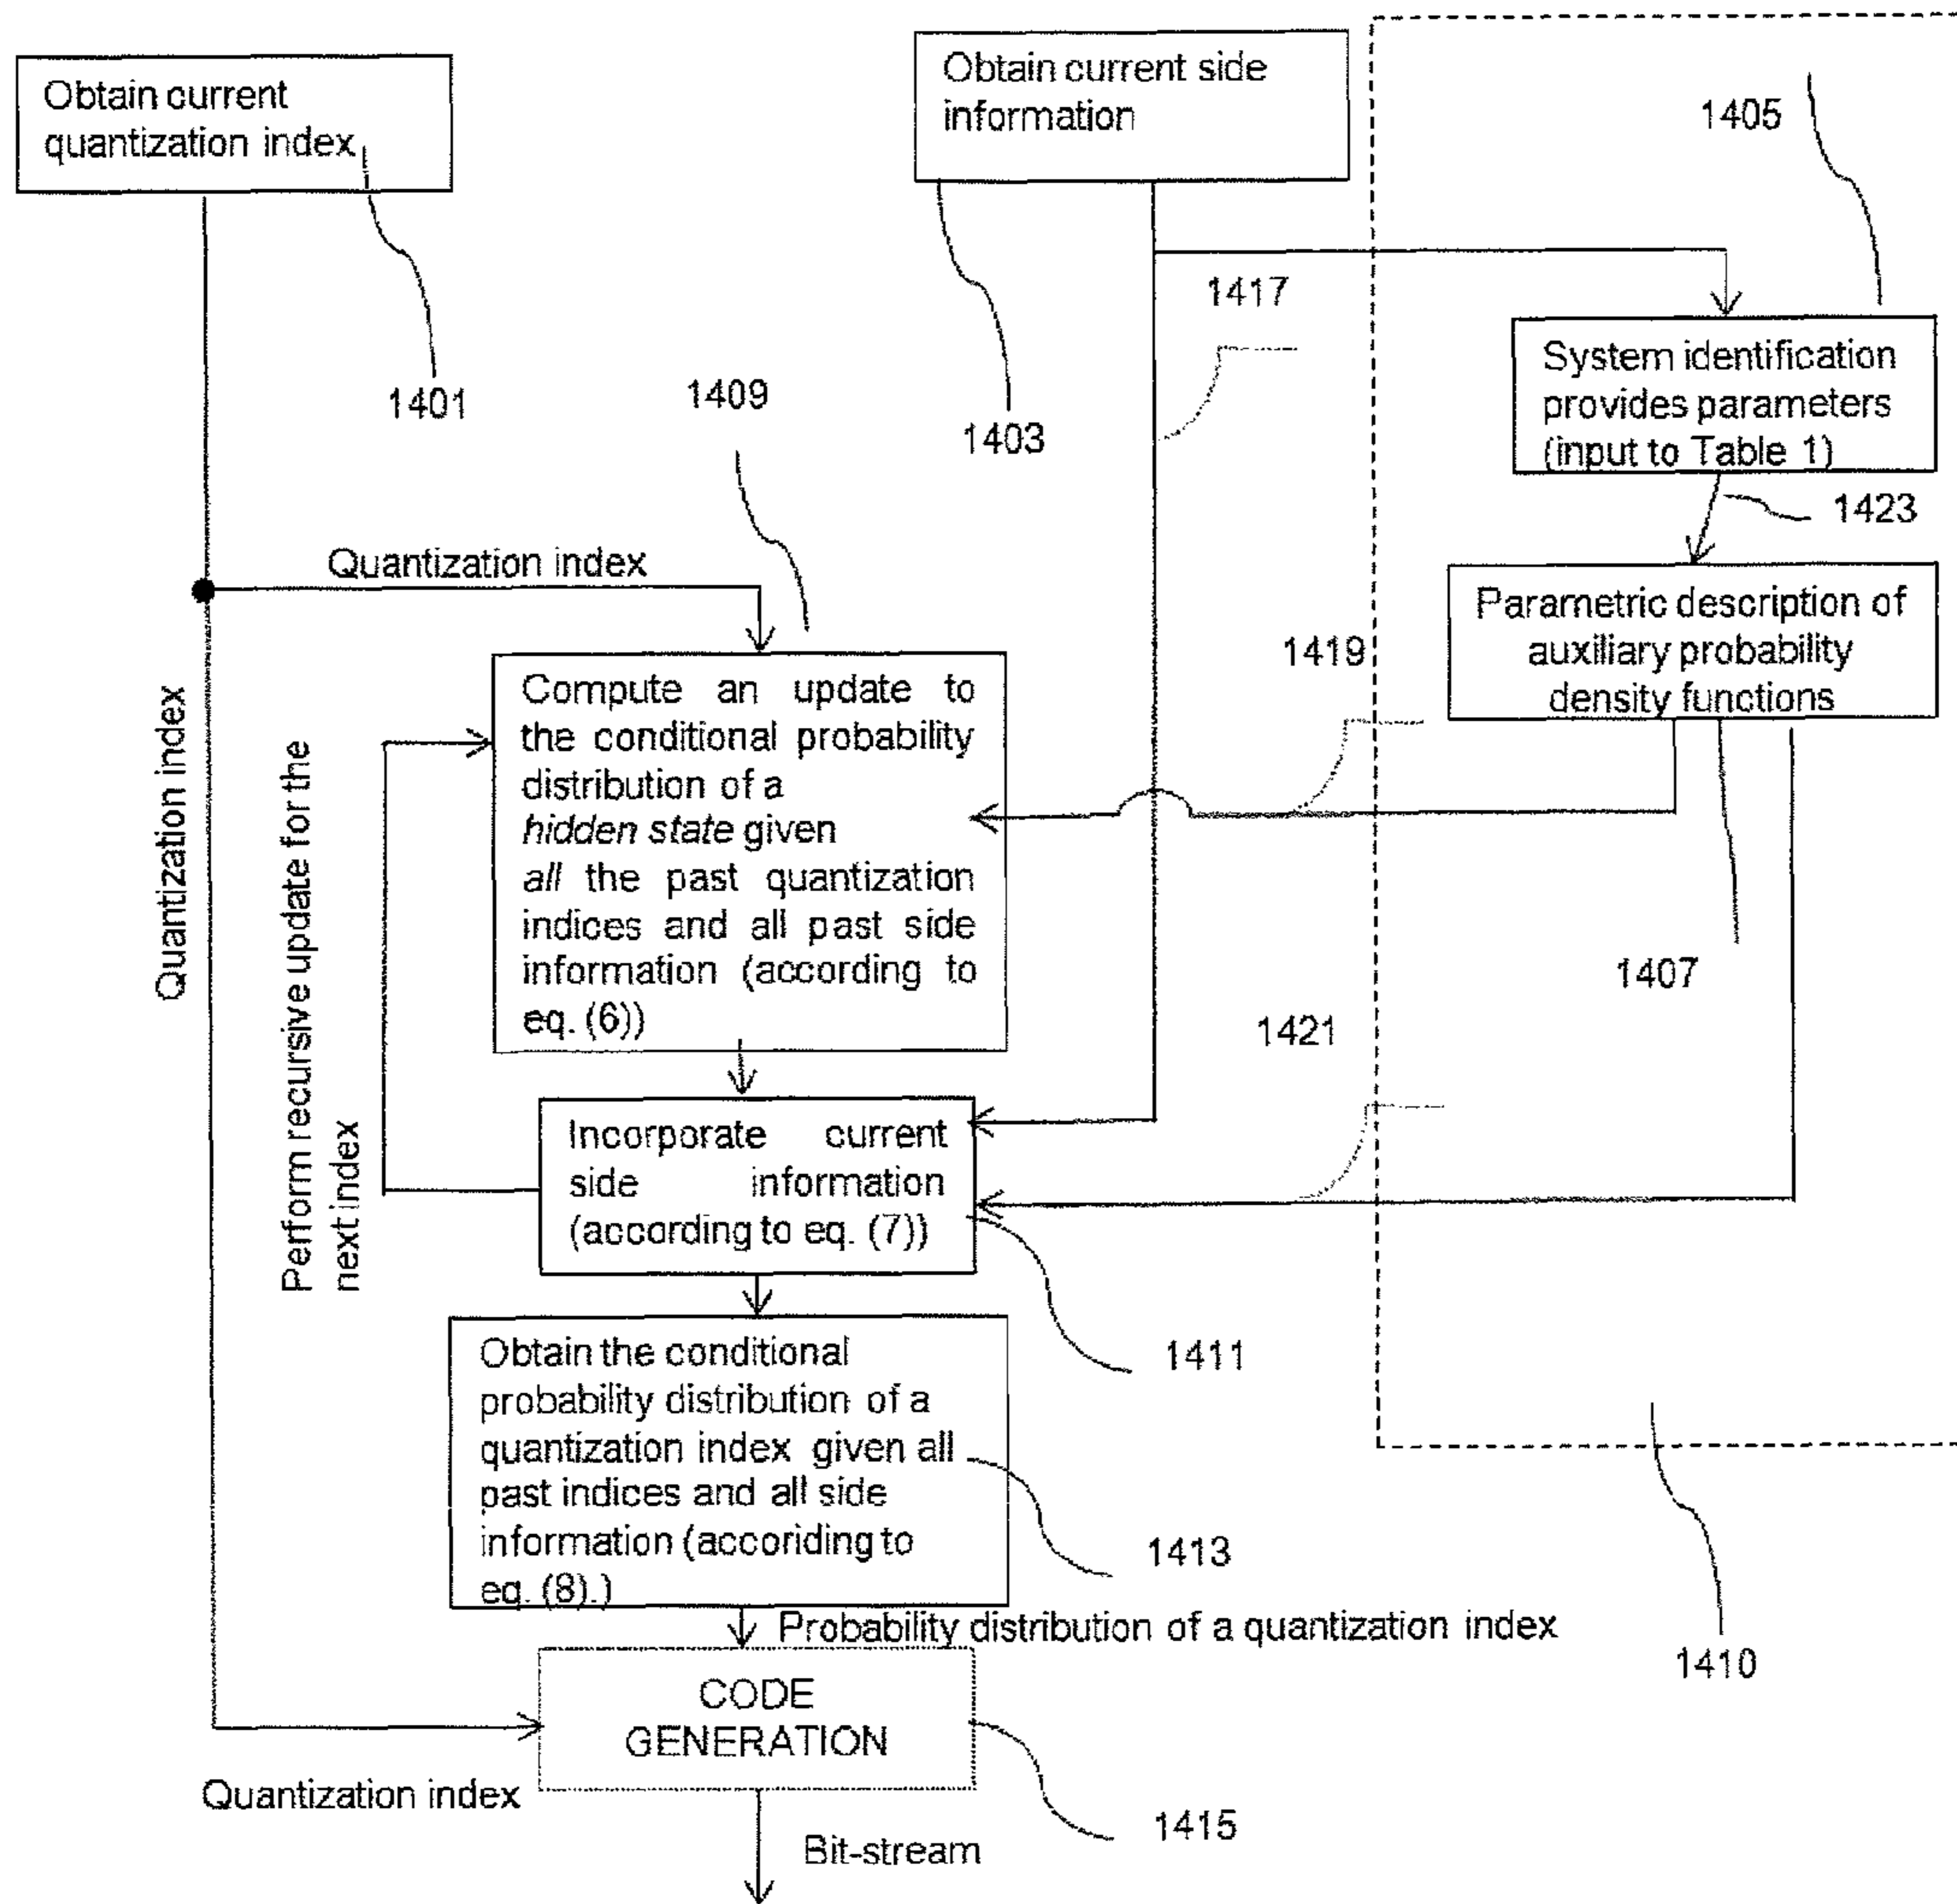 Obtain current
quantization index
Obtain current side
information
1405
1417
1401
1409
1403
System identification
provides parameters
(input to Table 1)
1423
Quantization index
Parametric description of
auxiliary probability
density functions
1419
Quantization index
Perform recursive update for the
next index
Compute an update to
the conditional probability
distribution of a
hidden state given
all the past quantization
indices and all past side
information (according to
eq. (6))
1407
1421
Incorporate current
side information
(according to eq. (7))
1411
Obtain the conditional
probability distribution of a
quantization index given all
past indices and all side
information (accoriding to
eq. (8).)
1413
Probability distribution of a quantization index
1410
CODE
GENERATION
Quantization index
1415
Bit-stream